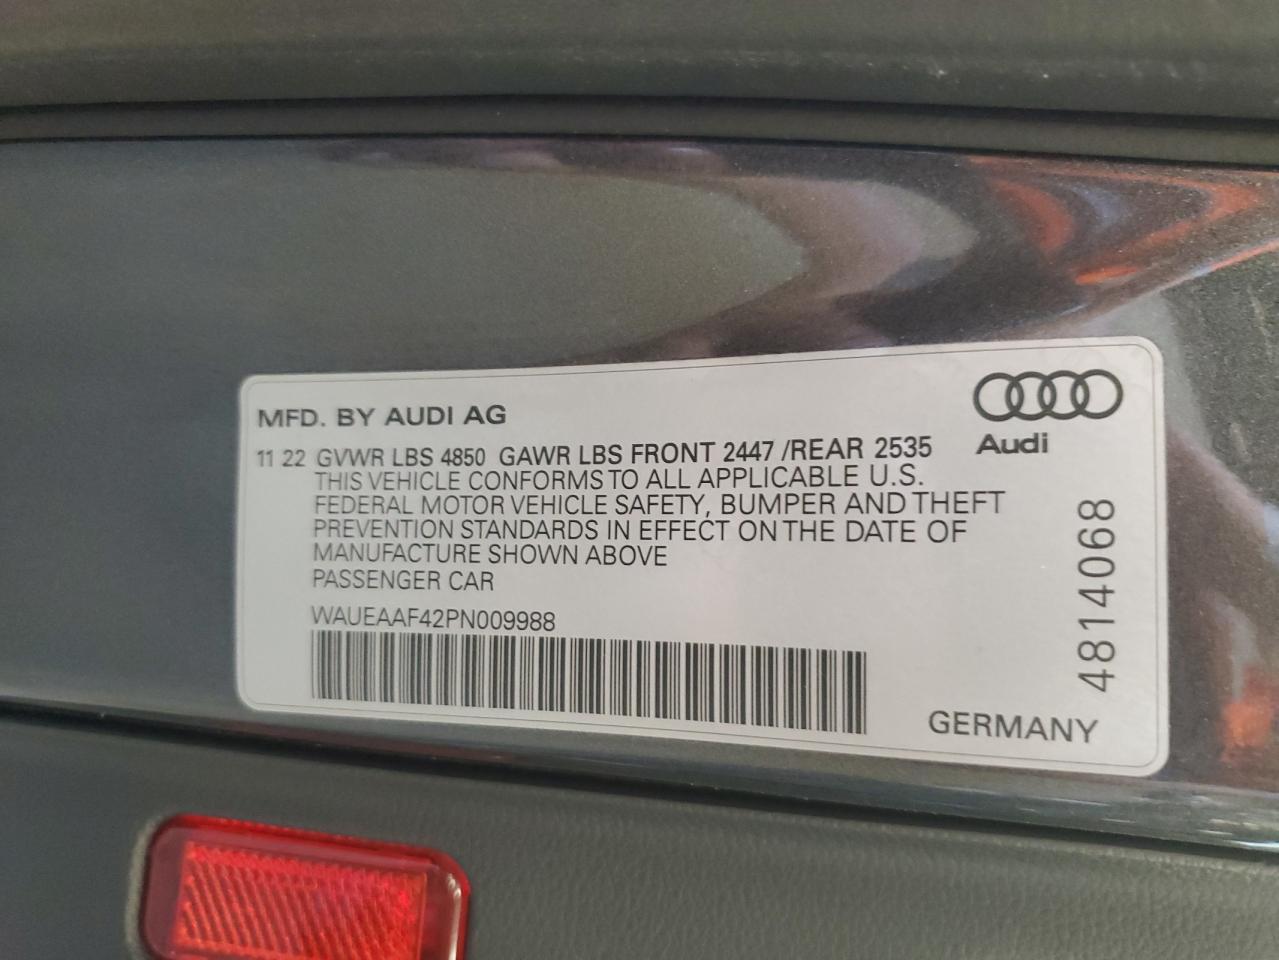 MFD. BY AUDI AG
Audi
11 22 GVWR LBS 4850 GAWR LBS FRONT 2447 /REAR 2535
THIS VEHICLE CONFORMS TO ALL APPLICABLE U.S.
FEDERAL MOTOR VEHICLE SAFETY, BUMPER AND THEFT
PREVENTION STANDARDS IN EFFECT ON THE DATE OF
MANUFACTURE SHOWN ABOVE
PASSENGER CAR
WAUEAAF42PN009988
4814068
GERMANY